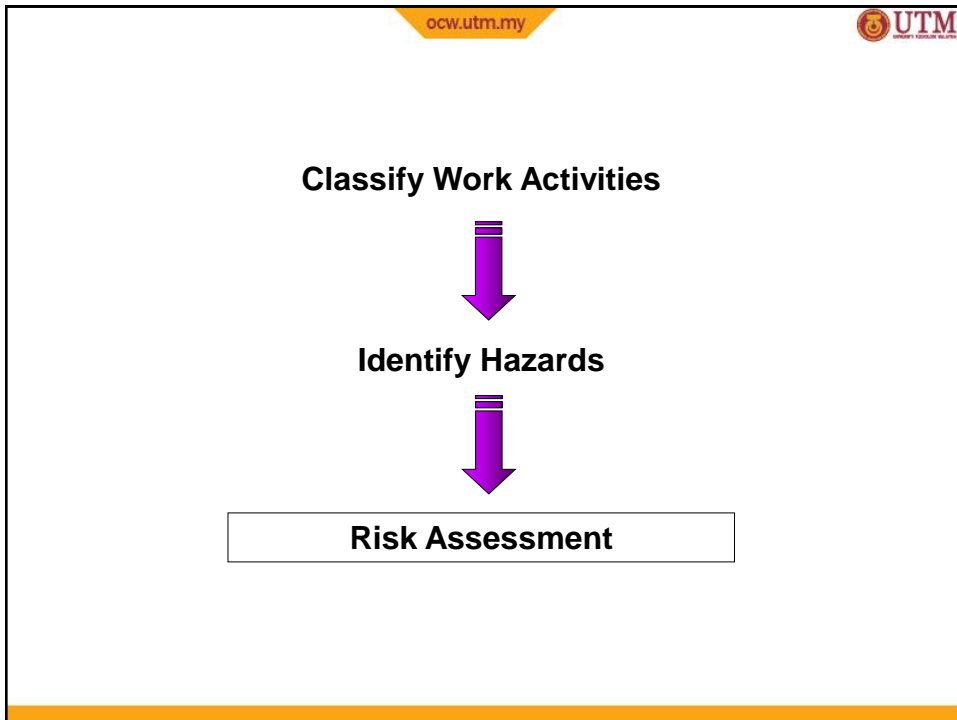 ocw.utm.my
UTM
Classify Work Activities
Identify Hazards
Risk Assessment